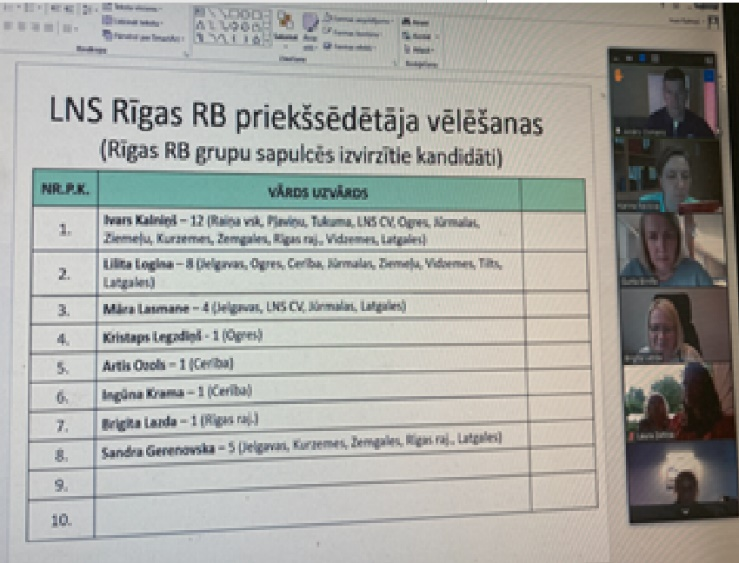 LNS Rīgas RB priekšsēdētāja vēlēšanas
(Rīgas RB grupu sapulcēs izvirzītie kandidāti)
NR.P.K. VĀRDS UZVĀRDS
1. Ivars Kalniņš – 12 (Raiņa vsk, Pļaviņu, Tukuma, LNS CV, Ogres, Jūrmalas,
Ziemeļu, Kurzemes, Zemgales, Rīgas raj., Vidzemes, Latgales)
2. Lilita Logina – 8 (Jelgavas, Ogres, Cerība, Jūrmalas, Ziemeļu, Vidzemes, Tilts,
Latgales)
3. Māra Lasmane – 4 (Jelgavas, LNS CV, Jūrmalas, Latgales)
4. Kristaps Legzdiņš - 1 (Ogres)
5. Artis Ozols – 1 (Cerība)
6. Ingūna Krama – 1 (Cerība)
7. Brigita Lazda – 1 (Rīgas raj.)
8. Sandra Gerenovska – 5 (Jelgavas, Kurzemes, Zemgales, Rīgas raj., Latgales)
9.
10.